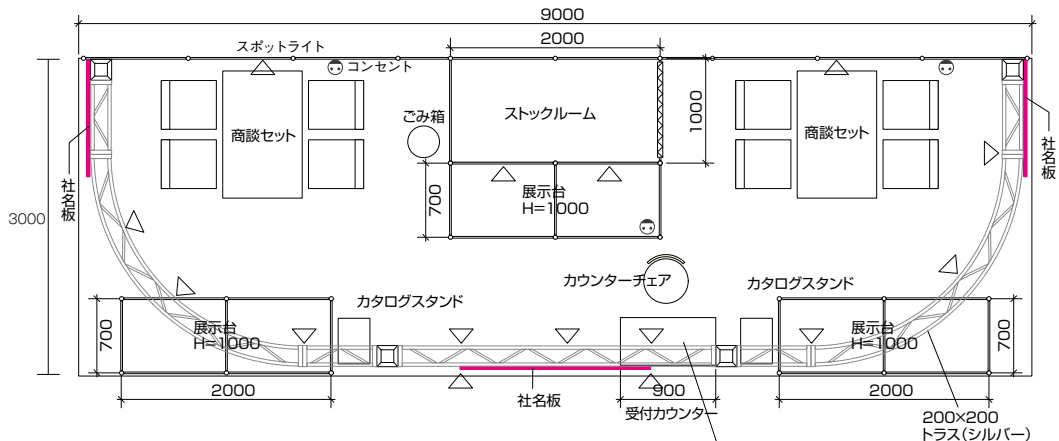 9000
スポットライト
2000
コンセント
商談セット
ごみ箱
ストックルーム
1000
商談セット
社名板
社名板
3000
700
展示台
H=1000
カウンターチェア
カタログスタンド
カタログスタンド
700
展示台
H=1000
展示台
H=1000
700
2000
社名板
900
受付カウンター
2000
200×200
トラス(シルバー)